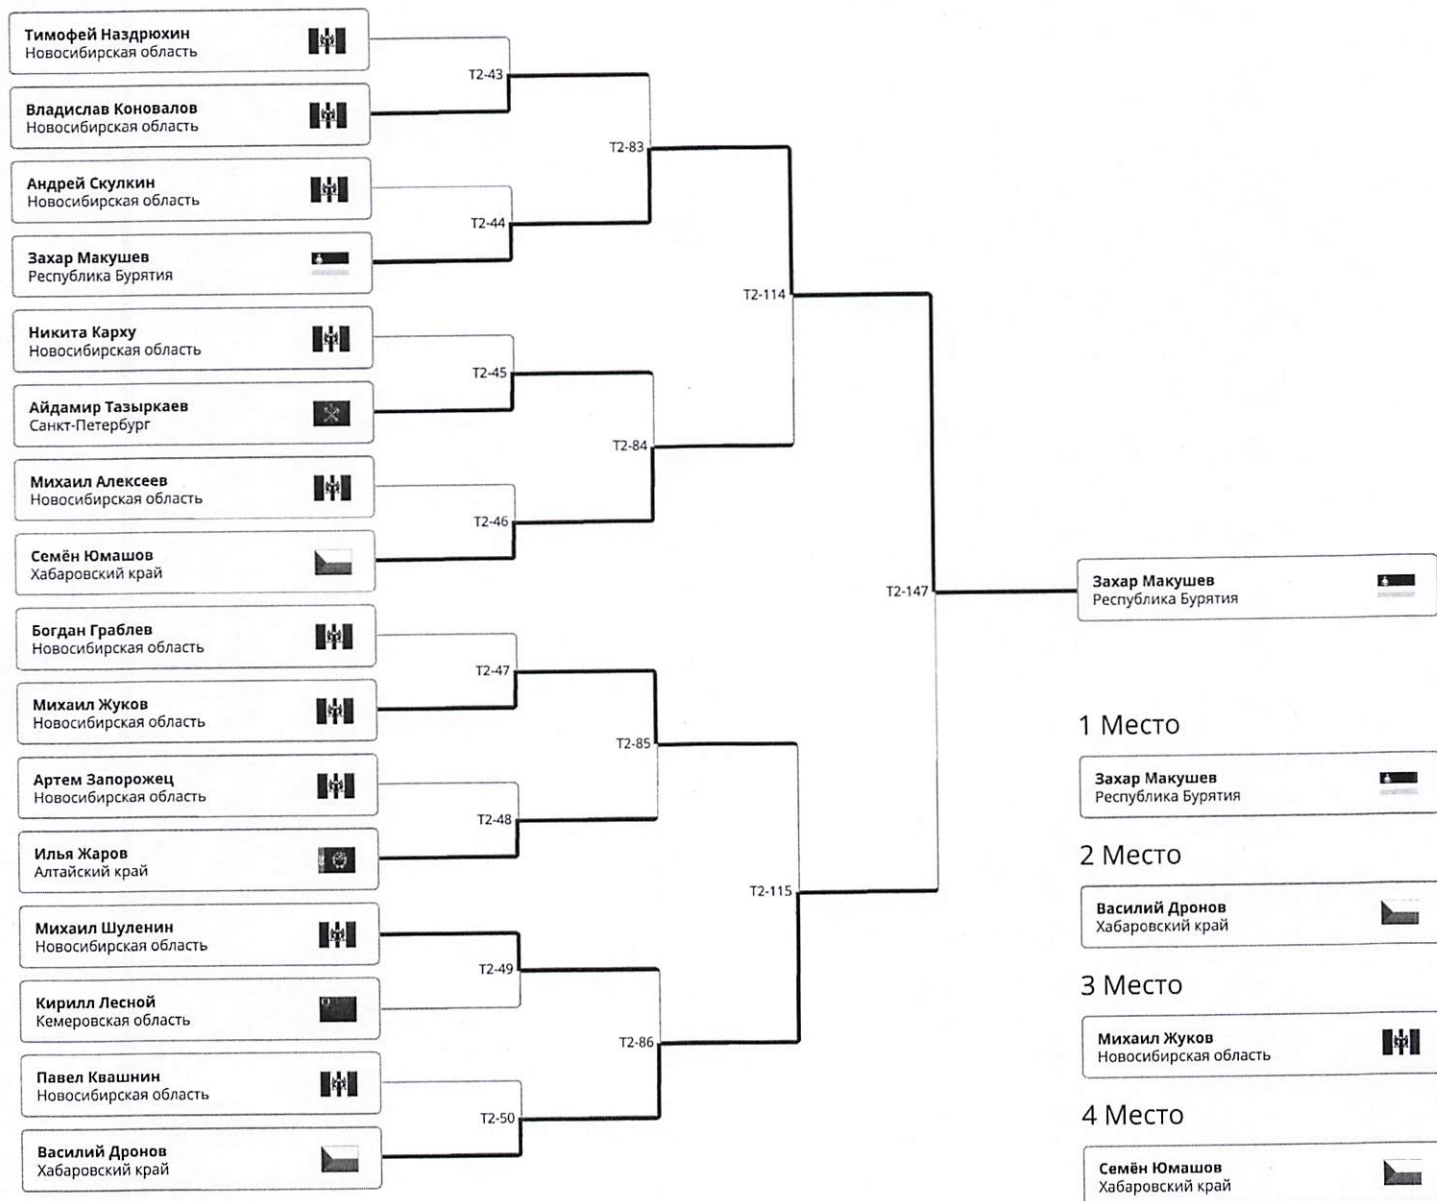 Тимофей Наздрюхин
Новосибирская область
Владислав Коновалов
Новосибирская область
Андрей Скулкин
Новосибирская область
Захар Макушев
Республика Бурятия
Никита Карху
Новосибирская область
Айдамир Тазыркаев
Санкт-Петербург
Михаил Алексеев
Новосибирская область
Семён Юмашов
Хабаровский край
Богдан Граблев
Новосибирская область
Михаил Жуков
Новосибирская область
Артем Запорожец
Новосибирская область
Илья Жаров
Алтайский край
Михаил Шуленин
Новосибирская область
Кирилл Лесной
Кемеровская область
Павел Квашнин
Новосибирская область
Василий Дронов
Хабаровский край
T2-43
T2-44
T2-45
T2-46
T2-47
T2-48
T2-49
T2-50
T2-83
T2-84
T2-85
T2-86
T2-114
T2-115
T2-147
Захар Макушев
Республика Бурятия
1 Место
Захар Макушев
Республика Бурятия
2 Место
Василий Дронов
Хабаровский край
3 Место
Михаил Жуков
Новосибирская область
4 Место
Семён Юмашов
Хабаровский край